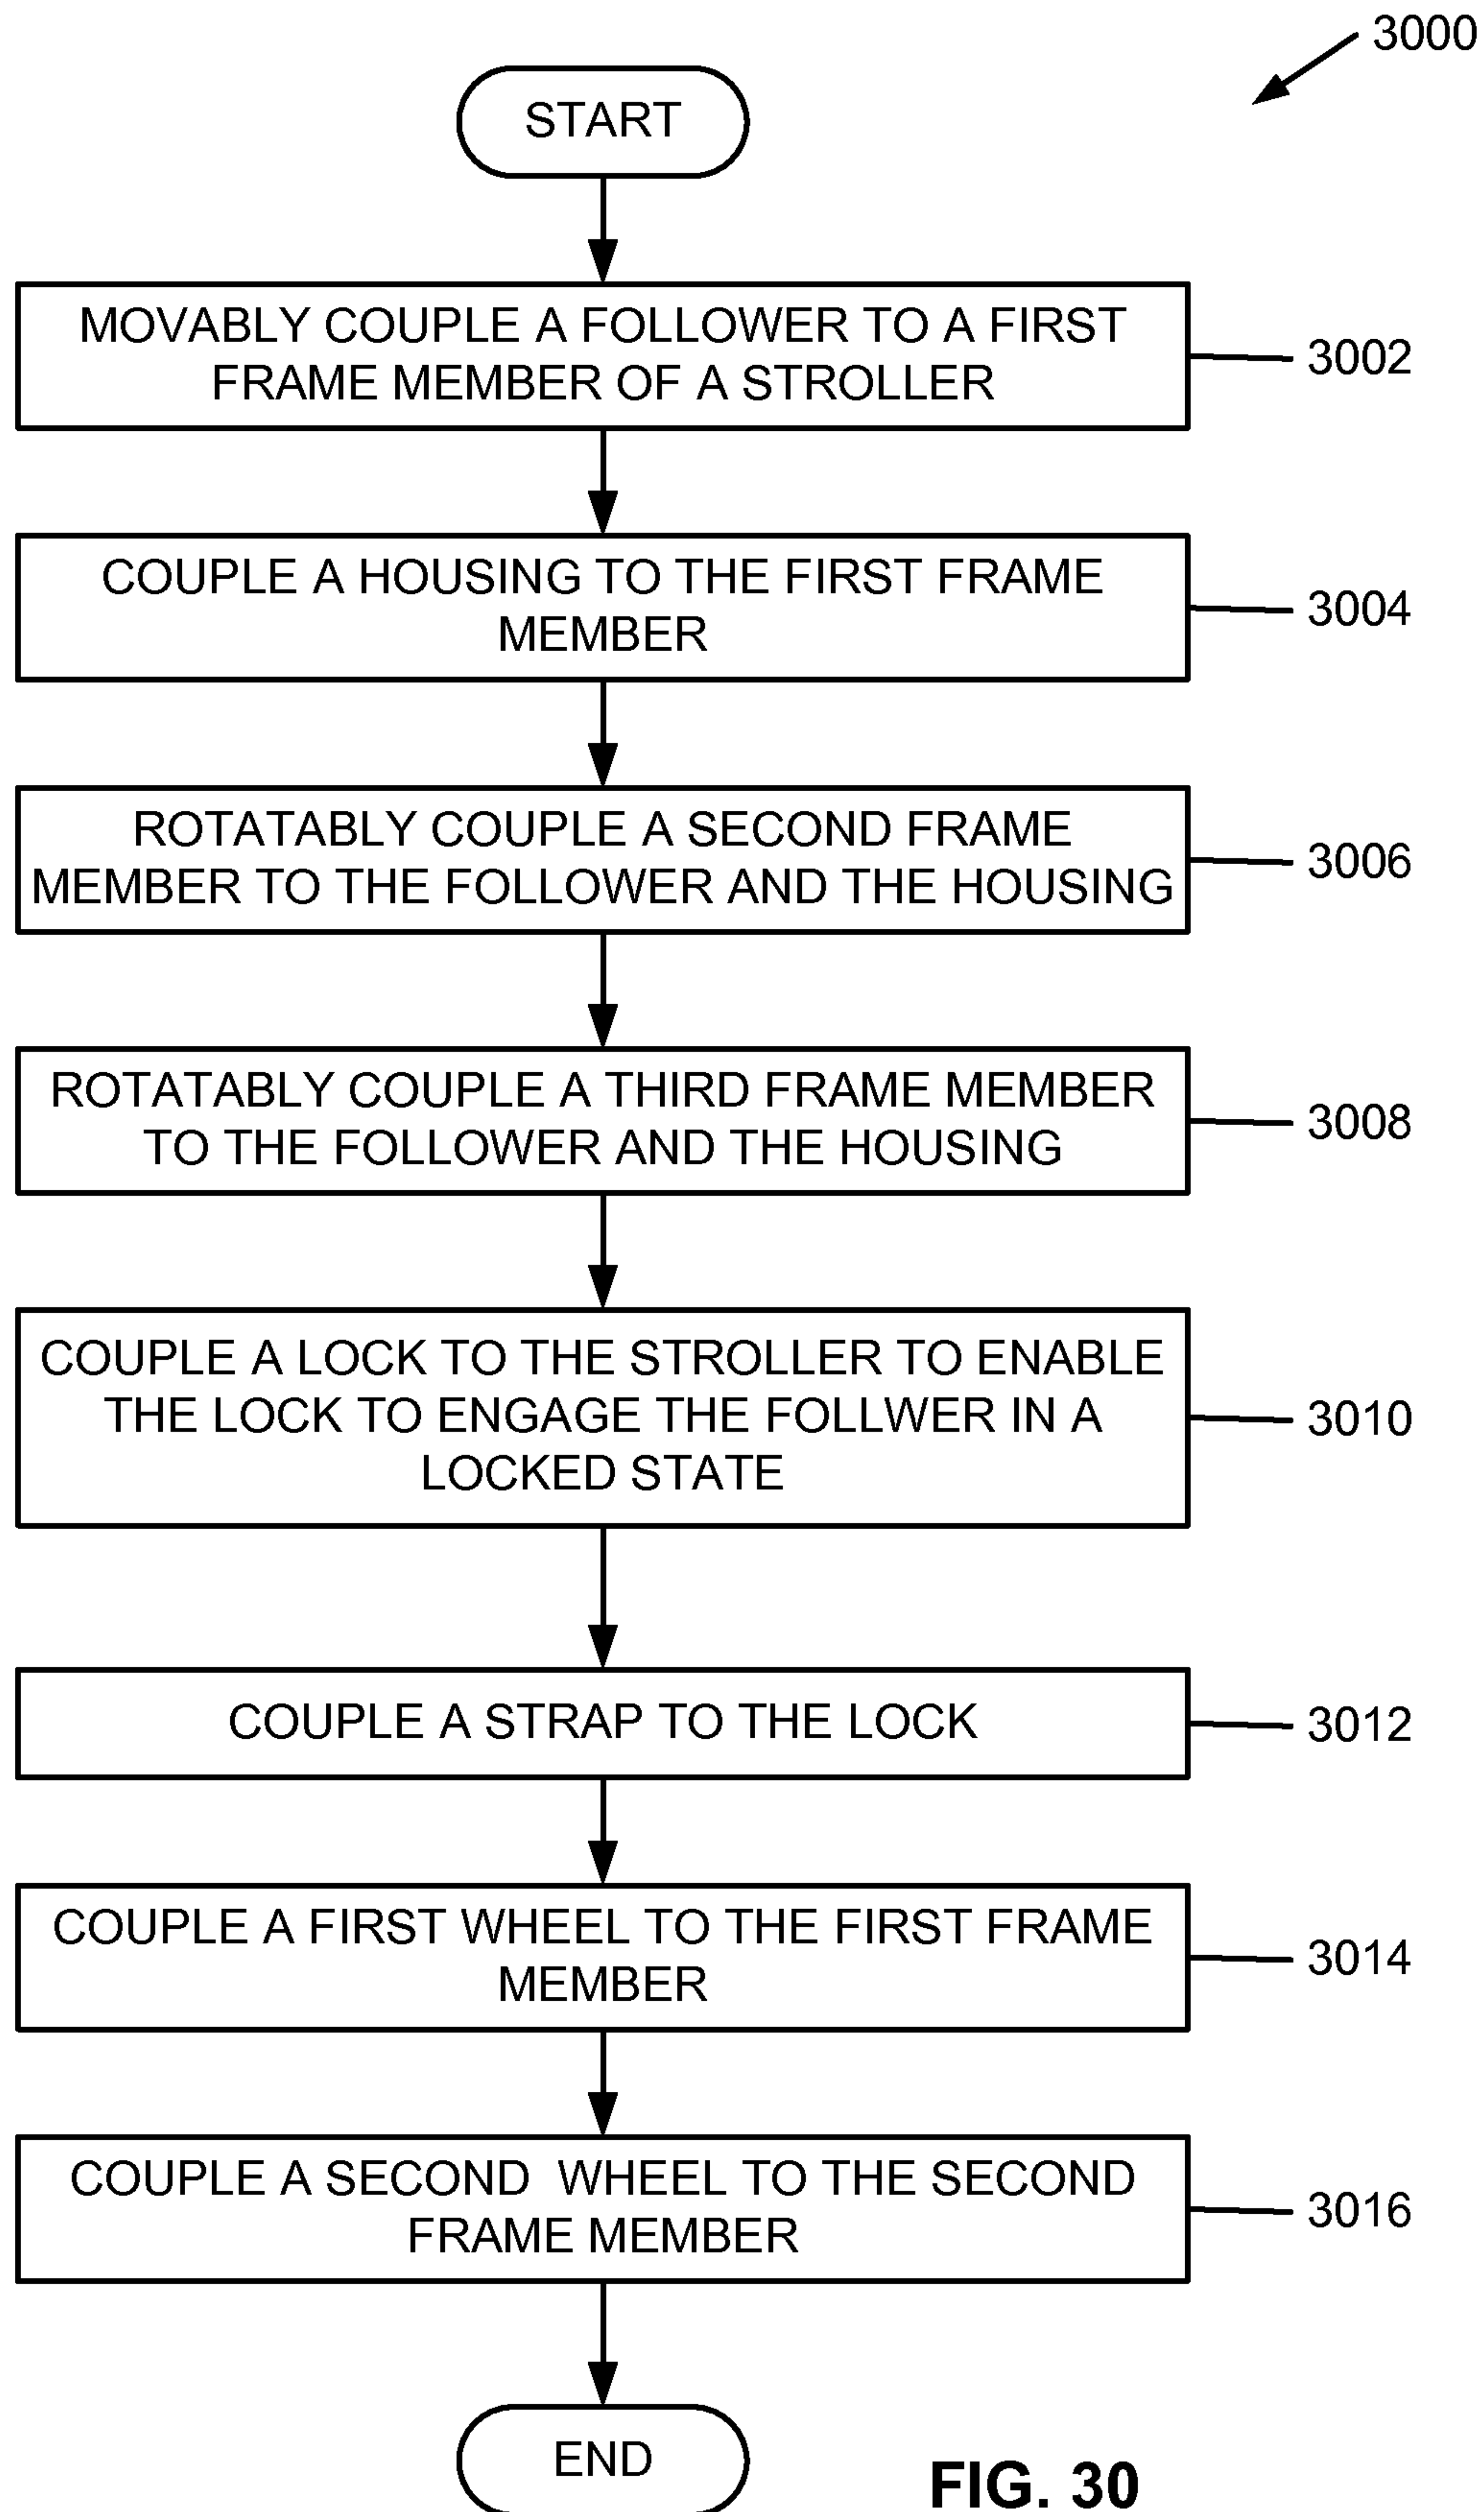 3000
START
MOVABLY COUPLE A FOLLOWER TO A FIRST
FRAME MEMBER OF A STROLLER
3002
COUPLE A HOUSING TO THE FIRST FRAME
MEMBER
3004
ROTATABLY COUPLE A SECOND FRAME
MEMBER TO THE FOLLOWER AND THE HOUSING
3006
ROTATABLY COUPLE A THIRD FRAME MEMBER
TO THE FOLLOWER AND THE HOUSING
3008
COUPLE A LOCK TO THE STROLLER TO ENABLE
THE LOCK TO ENGAGE THE FOLLWER IN A
LOCKED STATE
3010
COUPLE A STRAP TO THE LOCK
3012
COUPLE A FIRST WHEEL TO THE FIRST FRAME
MEMBER
3014
COUPLE A SECOND WHEEL TO THE SECOND
FRAME MEMBER
3016
END
FIG. 30